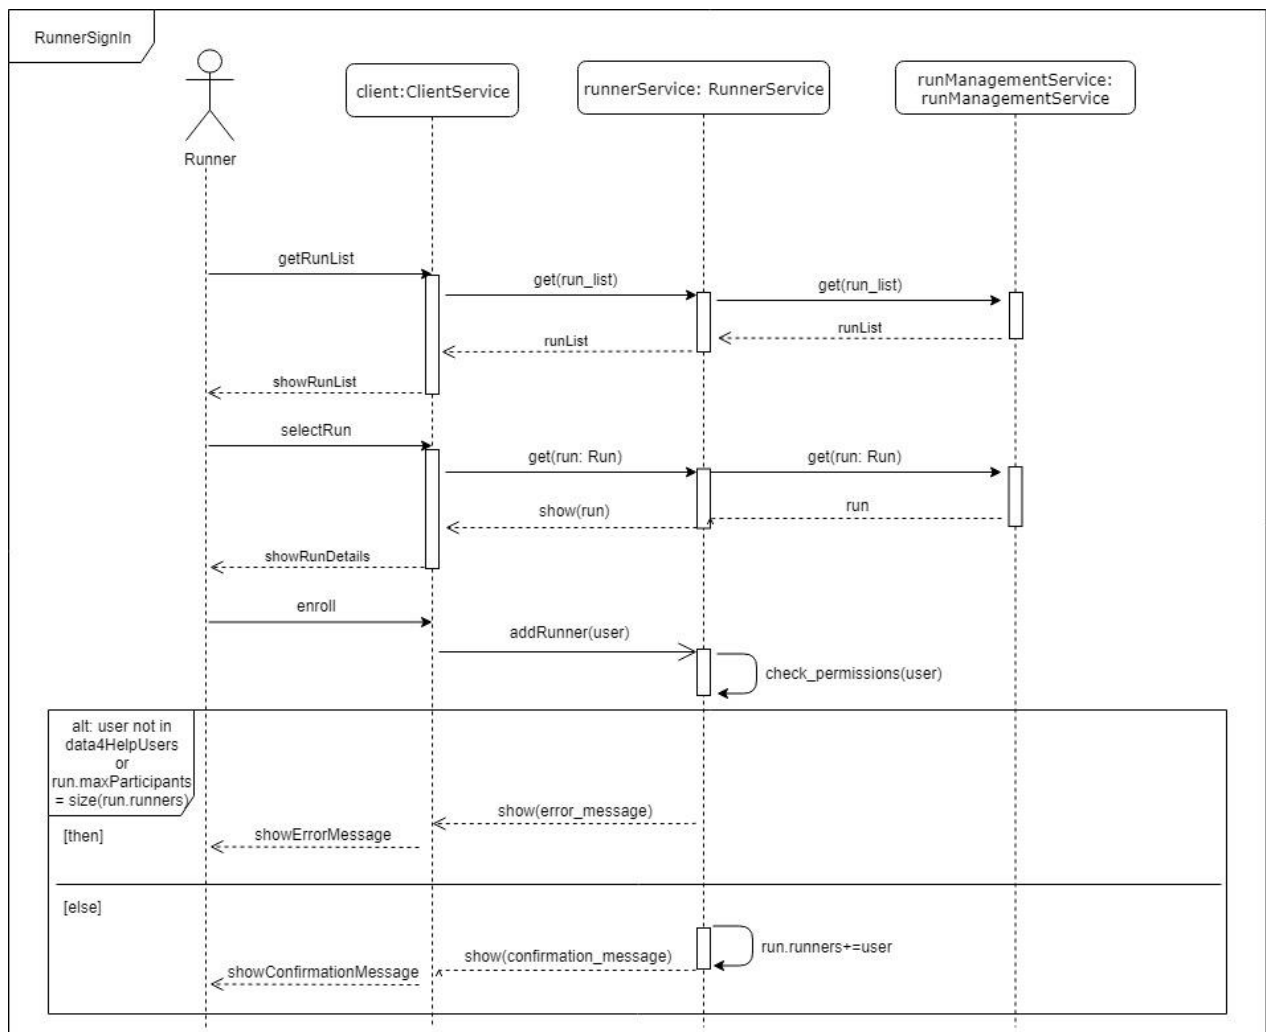 RunnerSignIn
client:ClientService
runnerService: RunnerService
runManagementService:
runManagementService
Runner
getRunList
get(run_list)
get(run_list)
runList
runList
showRunList
selectRun
get(run: Run)
get(run: Run)
run
show(run)
showRunDetails
enroll
addRunner(user)
check_permissions(user)
alt: user not in
data4HelpUsers
or
run.maxParticipants
= size(run.runners)
show(error_message)
[then]
showErrorMessage
[else]
run.runners+=user
show(confirmation_message)
showConfirmationMessage